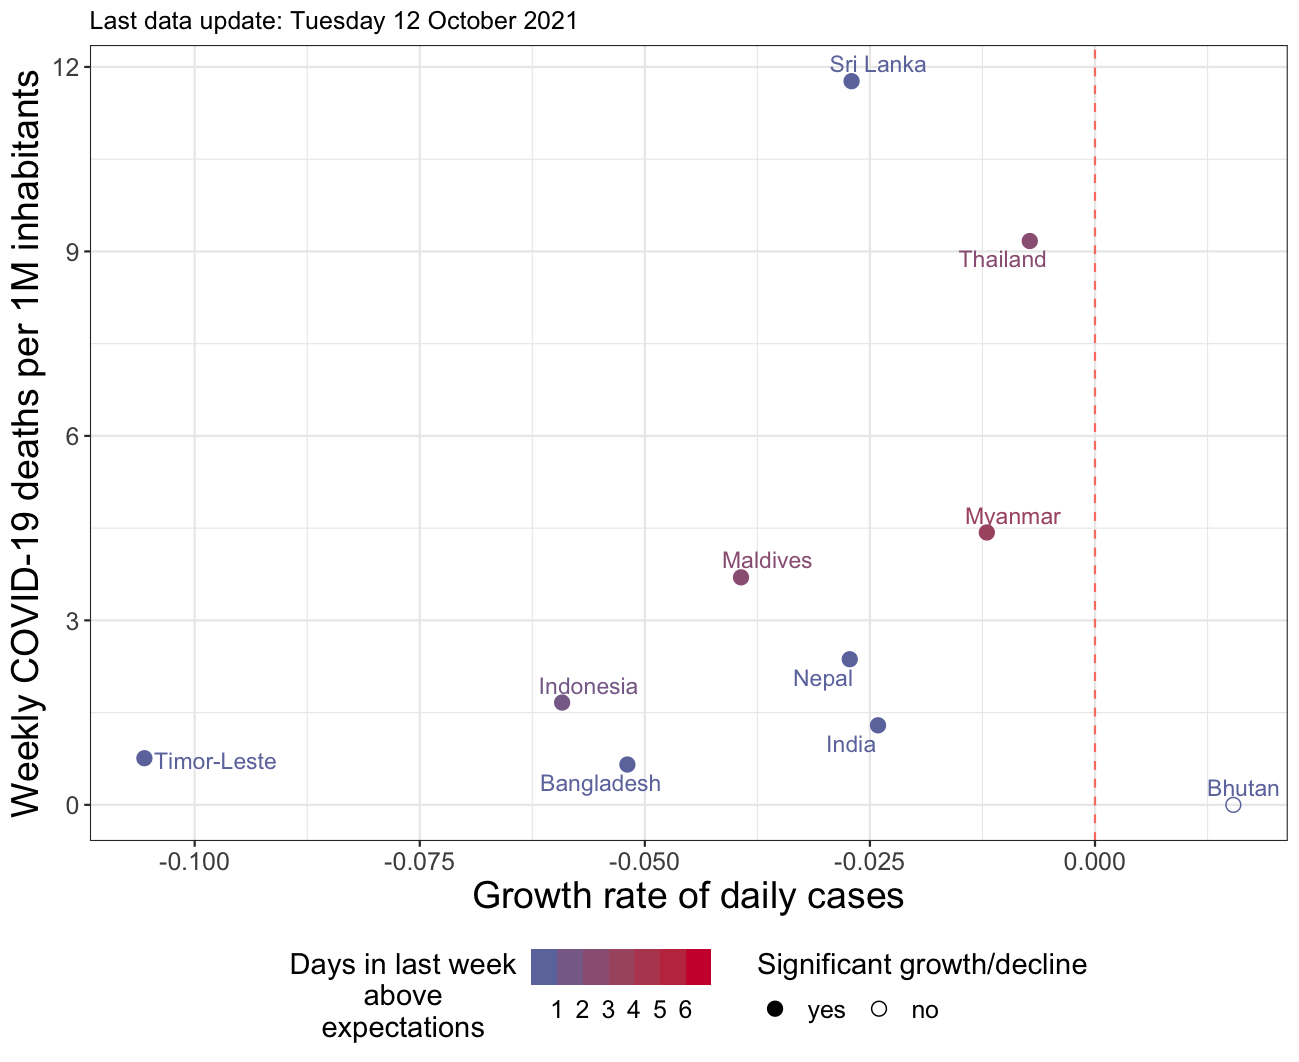 Last data update: Tuesday 12 October 2021
Weekly COVID-19 deaths per 1M inhabitants
12
9
6
3
0
Sri Lanka
Thailand
Myanmar
Maldives
Nepal
Indonesia
India
Timor-Leste
Bangladesh
Bhutan
-0.100 -0.075 -0.050 -0.025 0.000
Growth rate of daily cases
Days in last week
above
expectations
1 2 3 4 5 6
Significant growth/decline
yes no